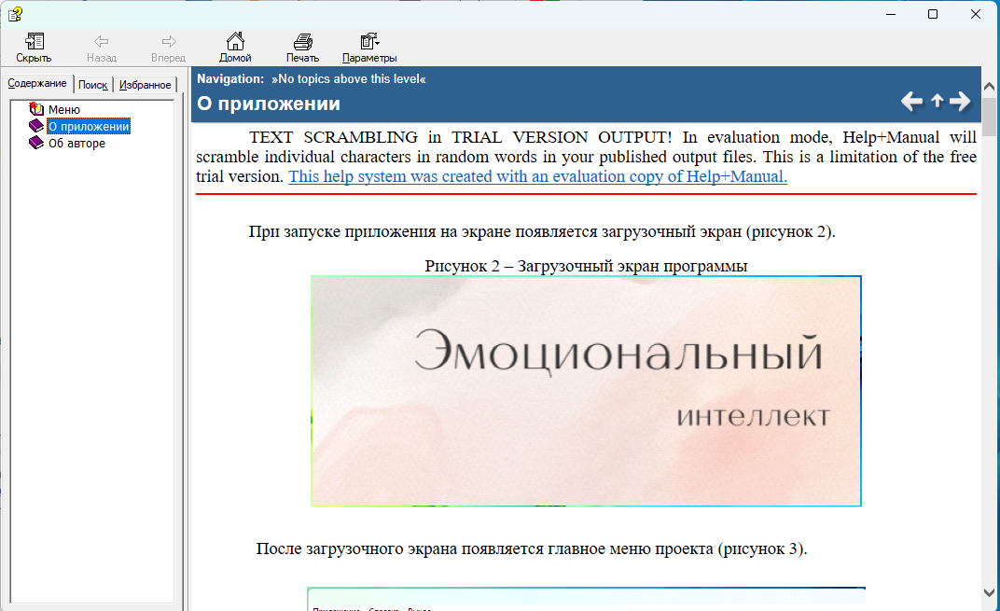 Скрыть
Назад
Вперед
Домой
Печать
Параметры
Содержание
Поиск
Избранное
Меню
О приложении
Об авторе
Navigation: »No topics above this level«
О приложении
TEXT SCRAMBLING in TRIAL VERSION OUTPUT! In evaluation mode, Help+Manual will
scramble individual characters in random words in your published output files. This is a limitation of the free
trial version. This help system was created with an evaluation copy of Help+Manual.
При запуске приложения на экране появляется загрузочный экран (рисунок 2).
Рисунок 2 – Загрузочный экран программы
Эмоциональный
интеллект
После загрузочного экрана появляется главное меню проекта (рисунок 3).